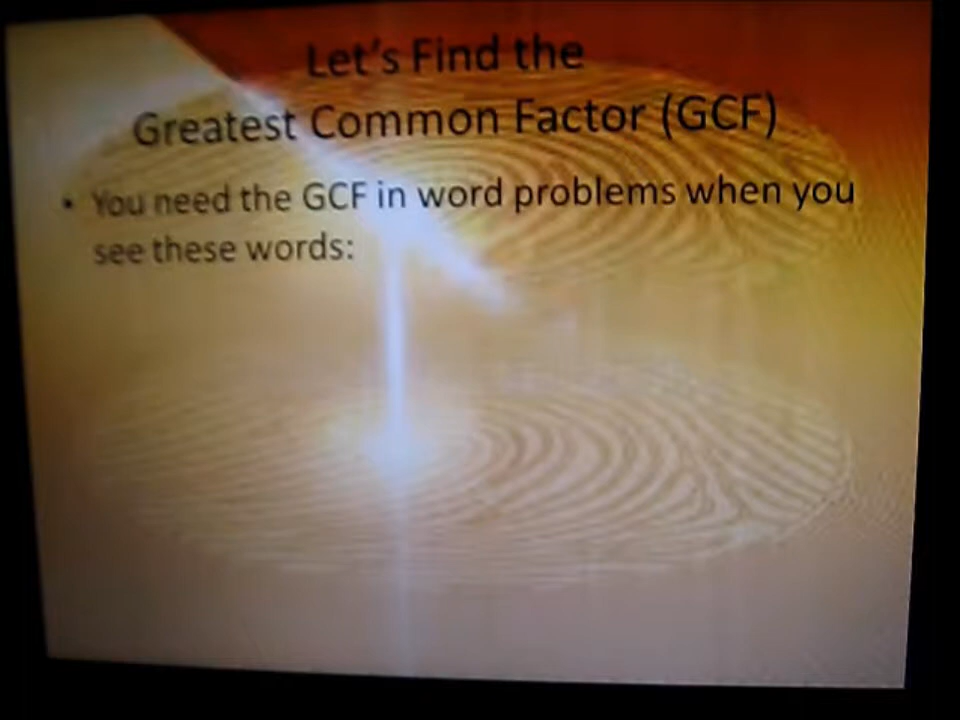 Let's Find the
Greatest Common Factor (GCF)
• You need the GCF in word problems when you
see these words: